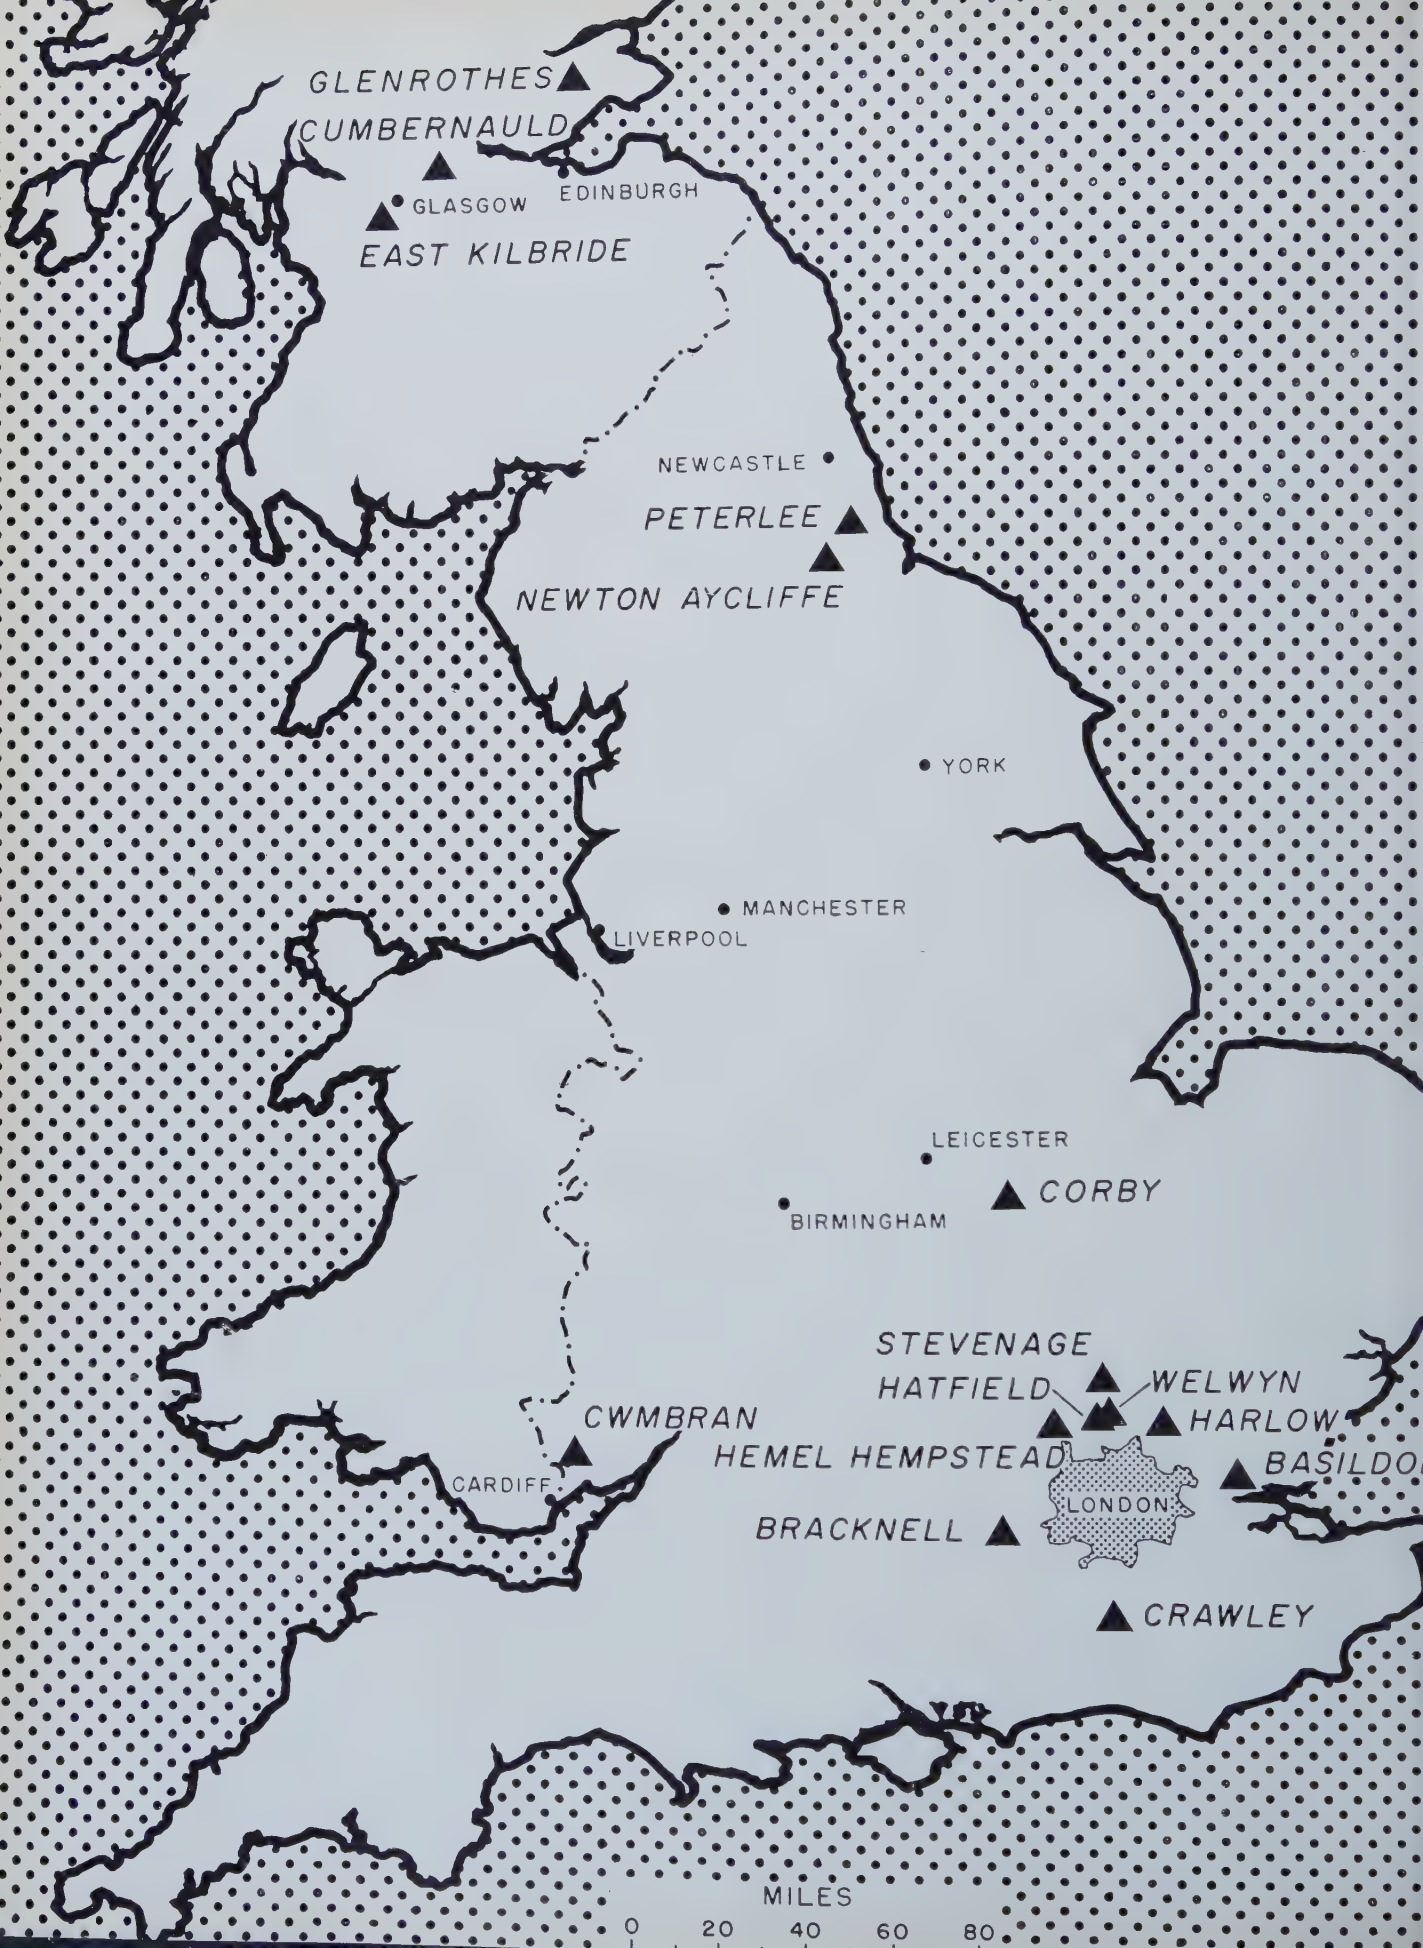 GLENROTHES
CUMBERNAULD
EDINBURGH
GLASGOW
EAST KILBRIDE
NEWCASTLE
PETERLEE
NEWTON AYCLIFFE
YORK
MANCHESTER
LIVERPOOL
LEICESTER
CORBY
BIRMINGHAM
STEVENAGE
HATFIELD
WELWYN
CWMBRAN
HARLOW
HEMEL HEMPSTEAD
BASILDO
CARDIFF
LONDON
BRACKNELL
CRAWLEY
MILES
0 20 40 60 80